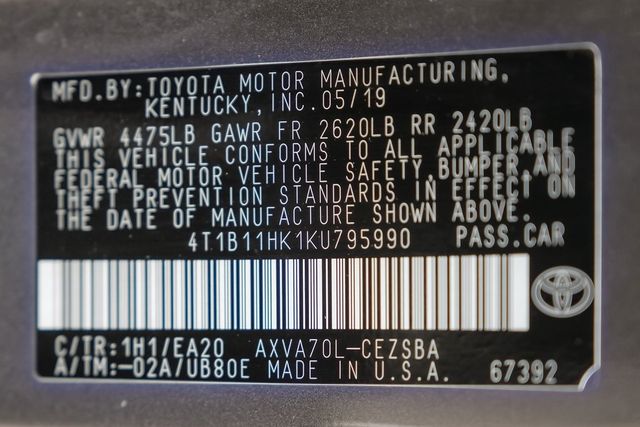 MFD. BY: TOYOTA MOTOR MANUFACTURING,
KENTUCKY, INC. 05/19
GVWR 4475LB GAWR FR 2620LB RR 2420LB
THIS VEHICLE CONFORMS TO ALL APPLICABLE
FEDERAL MOTOR VEHICLE SAFETY, BUMPER, AND
THEFT PREVENTION STANDARDS IN EFFECT ON
THE DATE OF MANUFACTURE SHOWN ABOVE.
4T1B11HK1KU795990 PASS. CAR
C/TR: 1H1/EA20 AXVA70L-CEZSBA
A/TM: -02A/UB80E MADE IN U.S.A. 67392